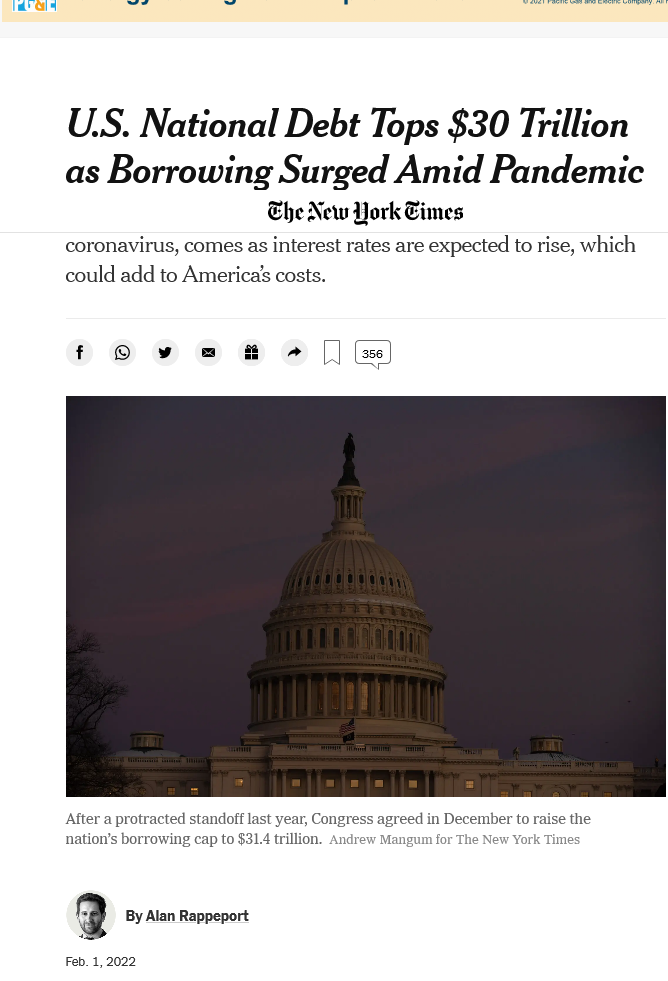 PG&E
© 2021 Pacific Gas and Electric Company. All
U.S. National Debt Tops $30 Trillion
as Borrowing Surged Amid Pandemic
The New York Times
coronavirus, comes as interest rates are expected to rise, which
could add to America’s costs.
356
After a protracted standoff last year, Congress agreed in December to raise the
nation’s borrowing cap to $31.4 trillion. Andrew Mangum for The New York Times
By Alan Rappeport
Feb. 1, 2022